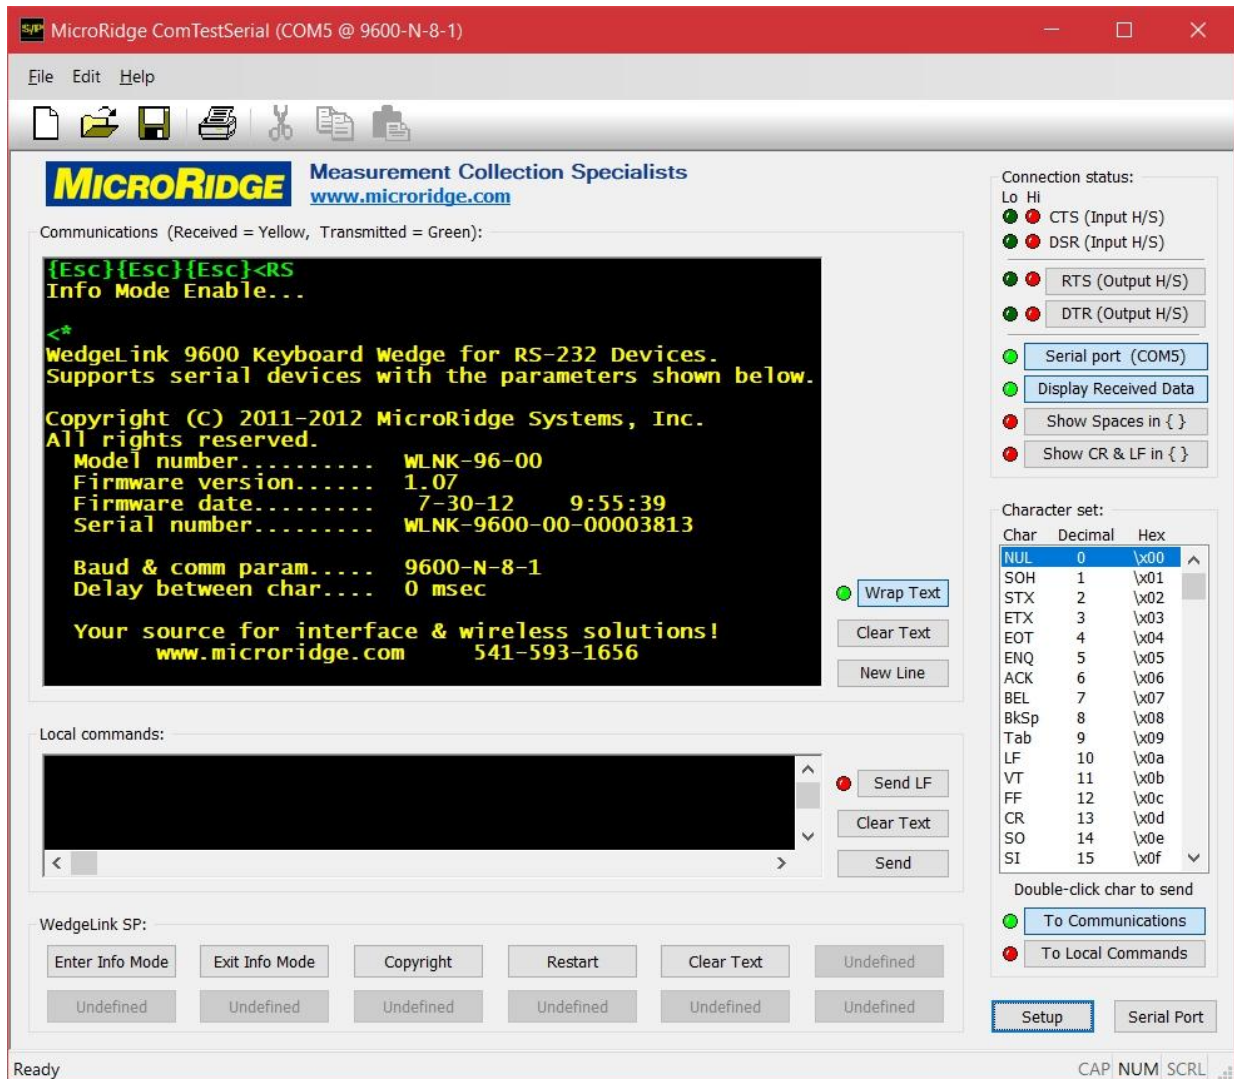 MicroRidge ComTestSerial (COM5 @ 9600-N-8-1)
File Edit Help
MICRORIDGE
Measurement Collection Specialists
www.microridge.com
Communications (Received = Yellow, Transmitted = Green):
{Esc}{Esc}{Esc}<RS
Info Mode Enable...
<*
WedgeLink 9600 Keyboard Wedge for RS-232 Devices.
Supports serial devices with the parameters shown below.
Copyright (C) 2011-2012 MicroRidge Systems, Inc.
All rights reserved.
Model number.......... WLNK-96-00
Firmware version...... 1.07
Firmware date......... 7-30-12 9:55:39
Serial number......... WLNK-9600-00-00003813
Baud & comm param..... 9600-N-8-1
Delay between char.... 0 msec
Your source for interface & wireless solutions!
www.microridge.com 541-593-1656
Wrap Text
Clear Text
New Line
Local commands:
Send LF
Clear Text
Send
WedgeLink SP:
Enter Info Mode Exit Info Mode Copyright Restart Clear Text Undefined
Undefined Undefined Undefined Undefined Undefined Undefined
Connection status:
Lo Hi
CTS (Input H/S)
DSR (Input H/S)
RTS (Output H/S)
DTR (Output H/S)
Serial port (COM5)
Display Received Data
Show Spaces in { }
Show CR & LF in { }
Character set:
Char Decimal Hex
NUL 0 \x00
SOH 1 \x01
STX 2 \x02
ETX 3 \x03
EOT 4 \x04
ENQ 5 \x05
ACK 6 \x06
BEL 7 \x07
BkSp 8 \x08
Tab 9 \x09
LF 10 \x0a
VT 11 \x0b
FF 12 \x0c
CR 13 \x0d
SO 14 \x0e
SI 15 \x0f
Double-click char to send
To Communications
To Local Commands
Setup Serial Port
Ready CAP NUM SCRL